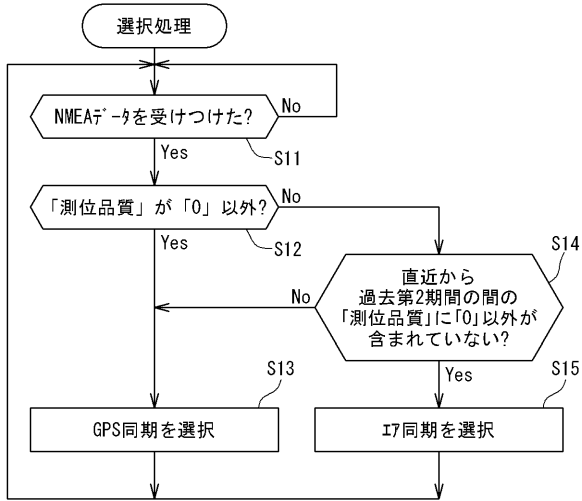 選択処理
NMEAﾃﾞｰﾀを受けつけた?
No
Yes
S11
「測位品質」が「0」以外?
No
Yes
S12
S14
直近から
過去第2期間の間の
「測位品質」に「0」以外が
含まれていない?
No
Yes
S13
S15
GPS同期を選択
ｴｱ同期を選択